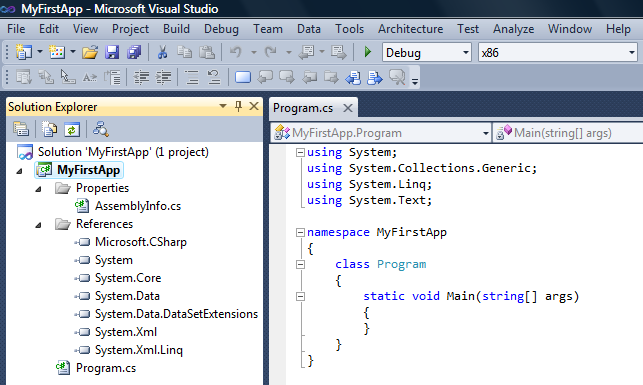 MyFirstApp - Microsoft Visual Studio
File Edit View Project Build Debug Team Data Tools Architecture Test Analyze Window Help
Debug x86
Solution Explorer
Solution 'MyFirstApp' (1 project)
MyFirstApp
Properties
AssemblyInfo.cs
References
Microsoft.CSharp
System
System.Core
System.Data
System.Data.DataSetExtensions
System.Xml
System.Xml.Linq
Program.cs
Program.cs
MyFirstApp.Program Main(string[] args)
using System;
using System.Collections.Generic;
using System.Linq;
using System.Text;
namespace MyFirstApp
{
class Program
{
static void Main(string[] args)
{
}
}
}